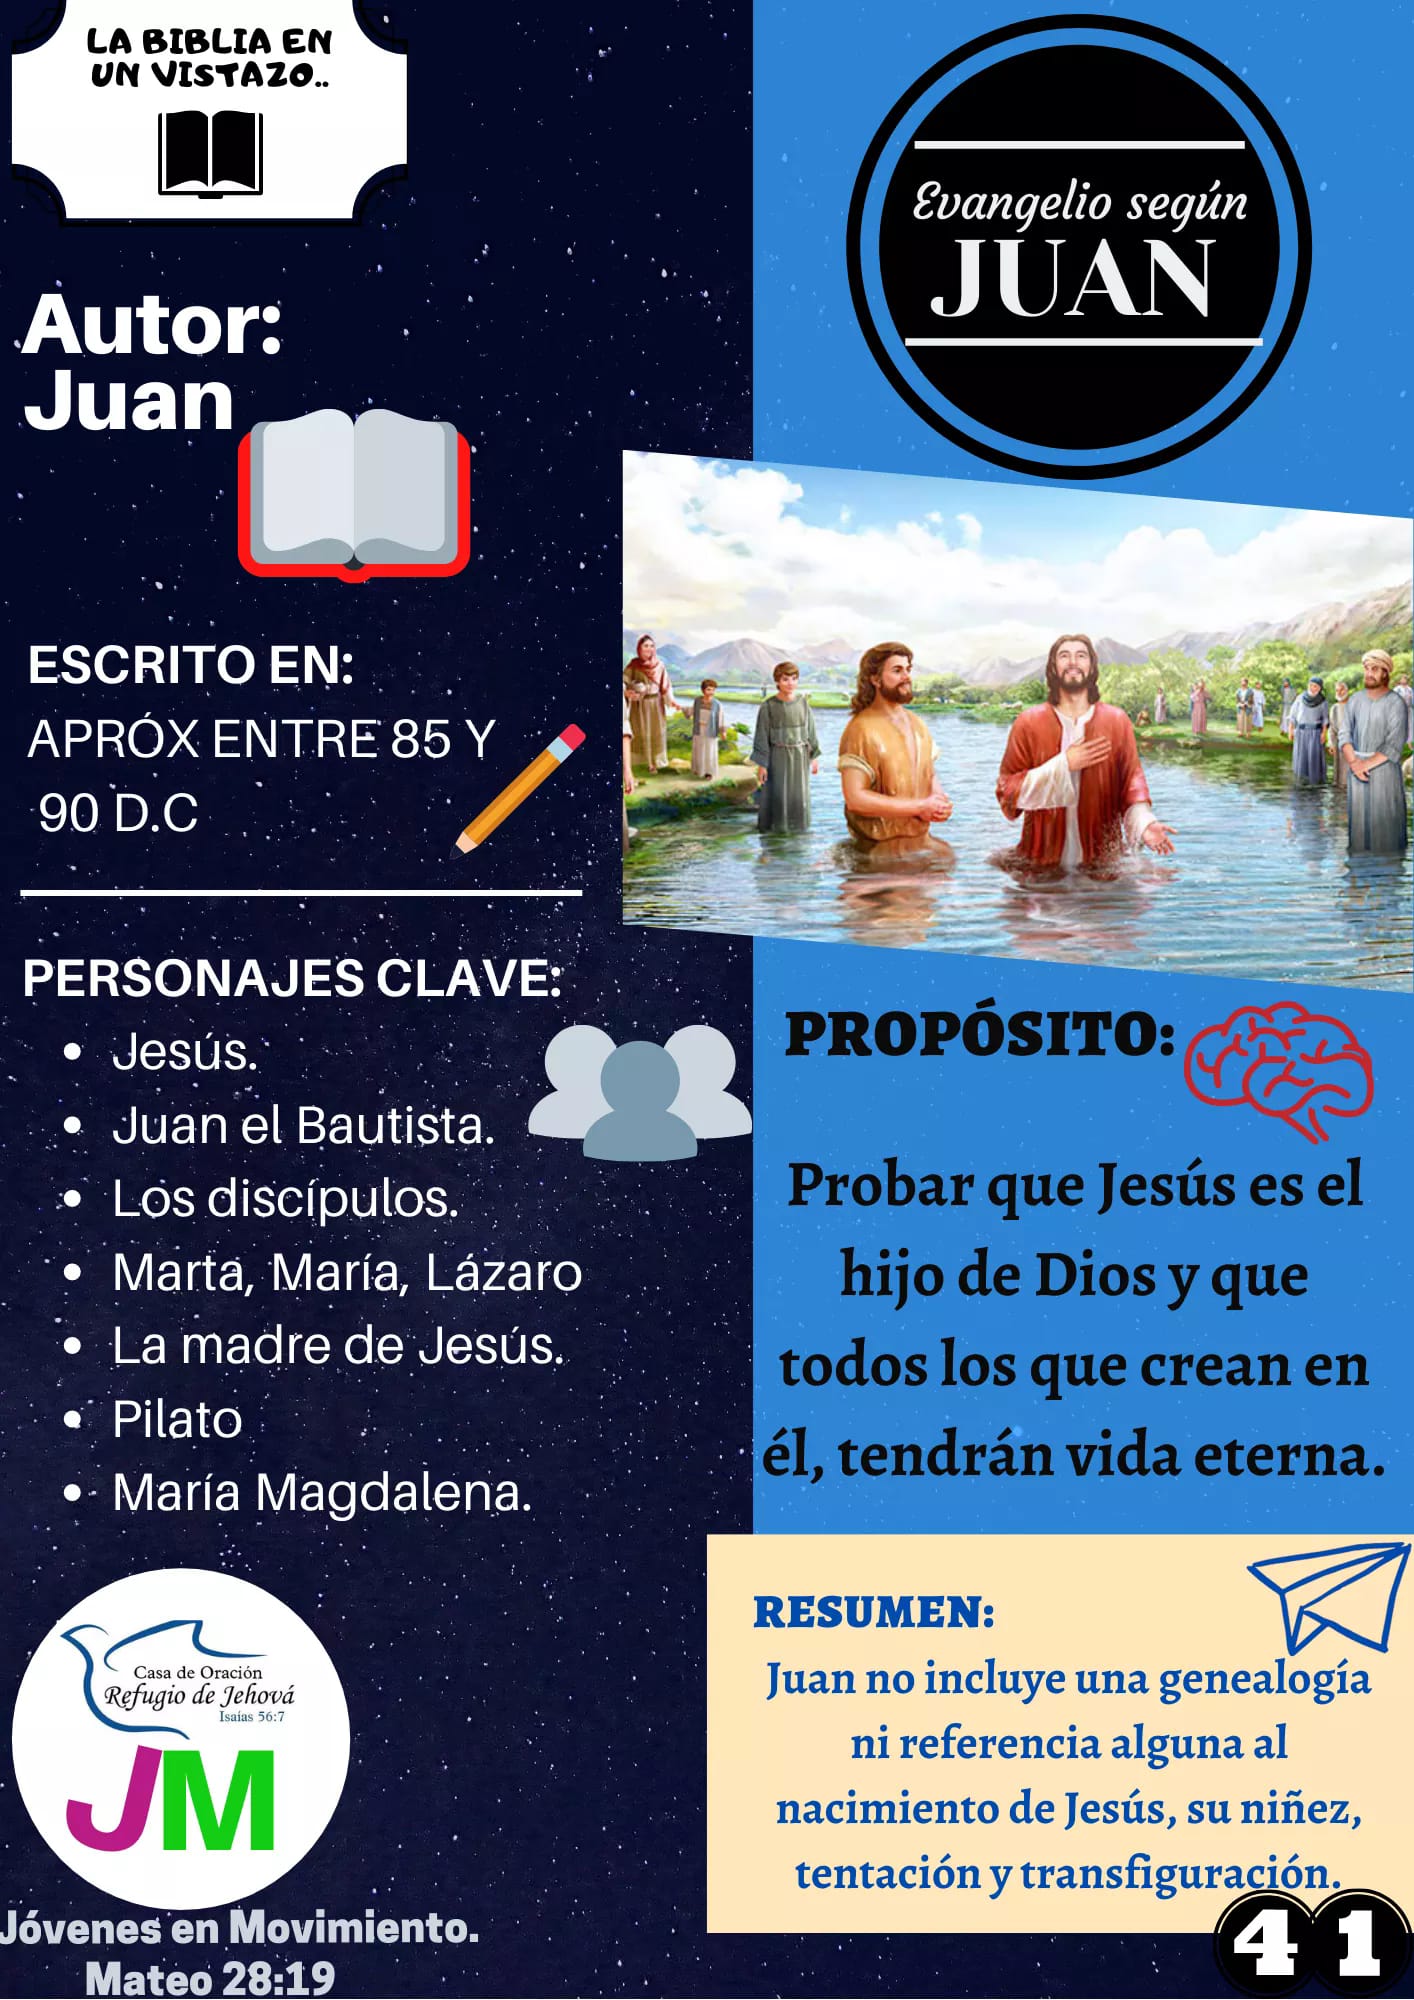 LA BIBLIA EN
UN VISTAZO..
Evangelio según
JUAN
Autor:
Juan
ESCRITO EN:
APRÓX ENTRE 85 Y
90 D.C
PERSONAJES CLAVE:
• Jesús.
• Juan el Bautista.
• Los discípulos.
• Marta, María, Lázaro
• La madre de Jesús.
• Pilato
• María Magdalena.
PROPÓSITO:
Probar que Jesús es el
hijo de Dios y que
todos los que crean en
él, tendrán vida eterna.
RESUMEN:
Juan no incluye una genealogía
ni referencia alguna al
nacimiento de Jesús, su niñez,
tentación y transfiguración.
41
Casa de Oración
Refugio de Jehová
Isaías 56:7
JM
Jóvenes en Movimiento.
Mateo 28:19